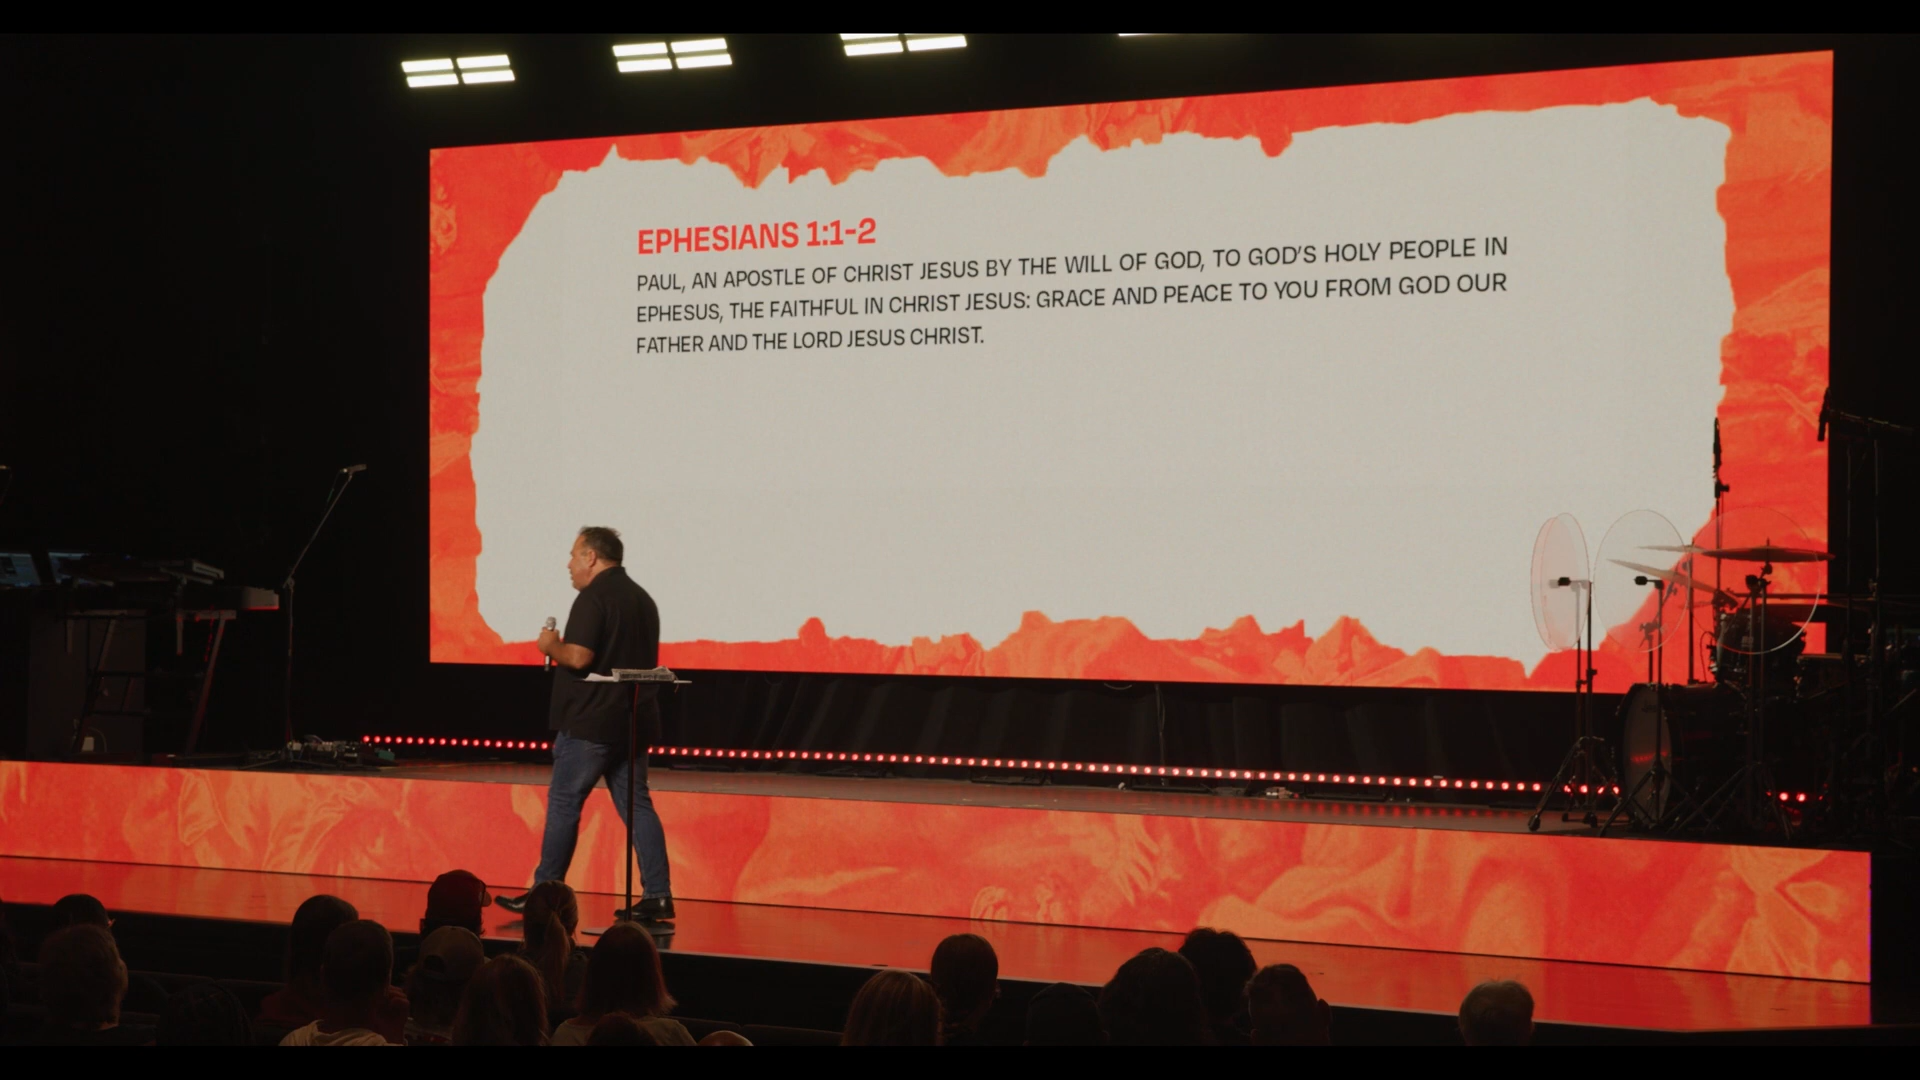 EPHESIANS 1:1-2
PAUL, AN APOSTLE OF CHRIST JESUS BY THE WILL OF GOD, TO GOD’S HOLY PEOPLE IN
EPHESUS, THE FAITHFUL IN CHRIST JESUS: GRACE AND PEACE TO YOU FROM GOD OUR
FATHER AND THE LORD JESUS CHRIST.